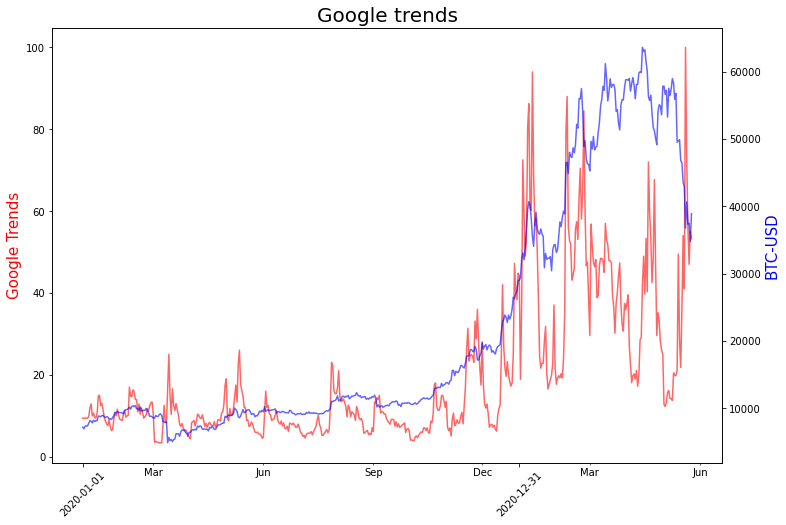 Google trends
100
80
60
40
20
0
Google Trends
60000
50000
40000
30000
20000
10000
BTC-USD
2020-01-01
Mar
Jun
Sep
Dec
2020-12-31
Mar
Jun